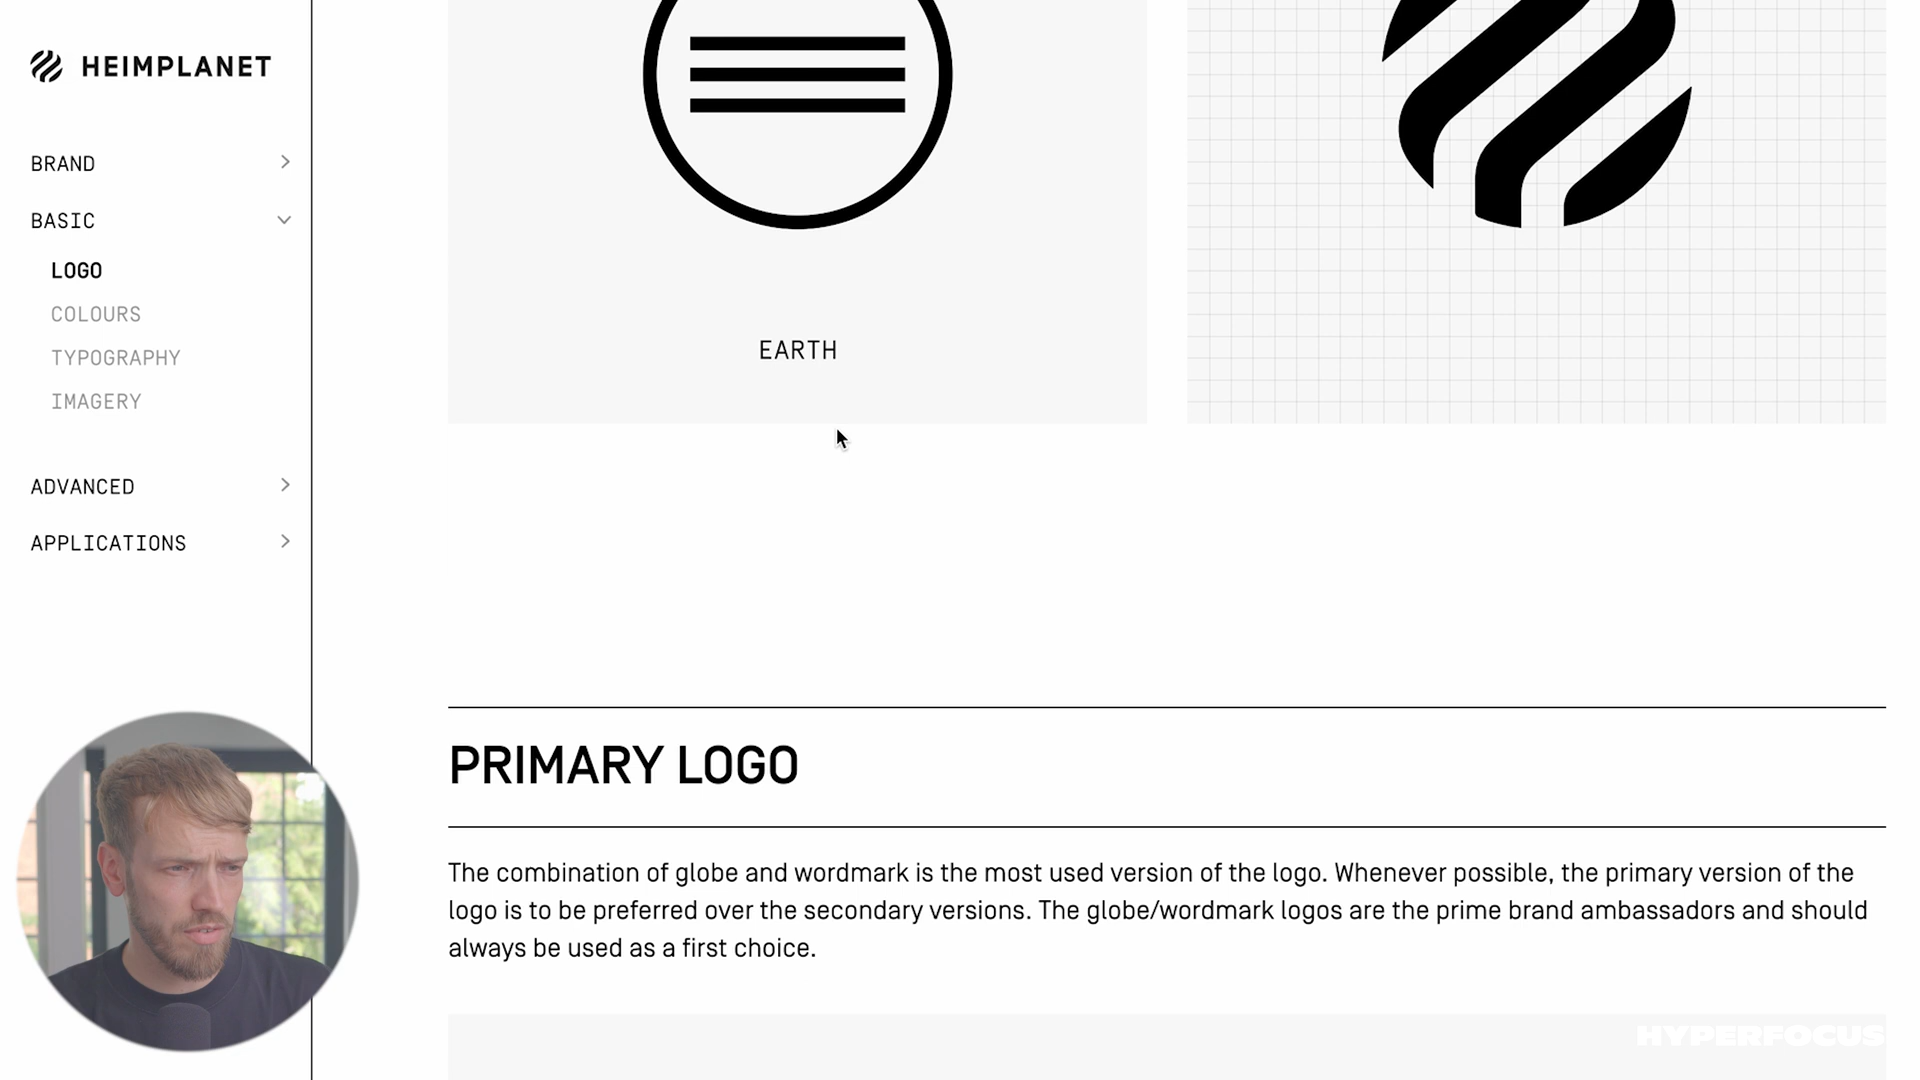 HEIMPLANET
BRAND
BASIC
LOGO
COLOURS
TYPOGRAPHY
IMAGERY
ADVANCED
APPLICATIONS
EARTH
PRIMARY LOGO
The combination of globe and wordmark is the most used version of the logo. Whenever possible, the primary version of the
logo is to be preferred over the secondary versions. The globe/wordmark logos are the prime brand ambassadors and should
always be used as a first choice.
HYPERFOCUS